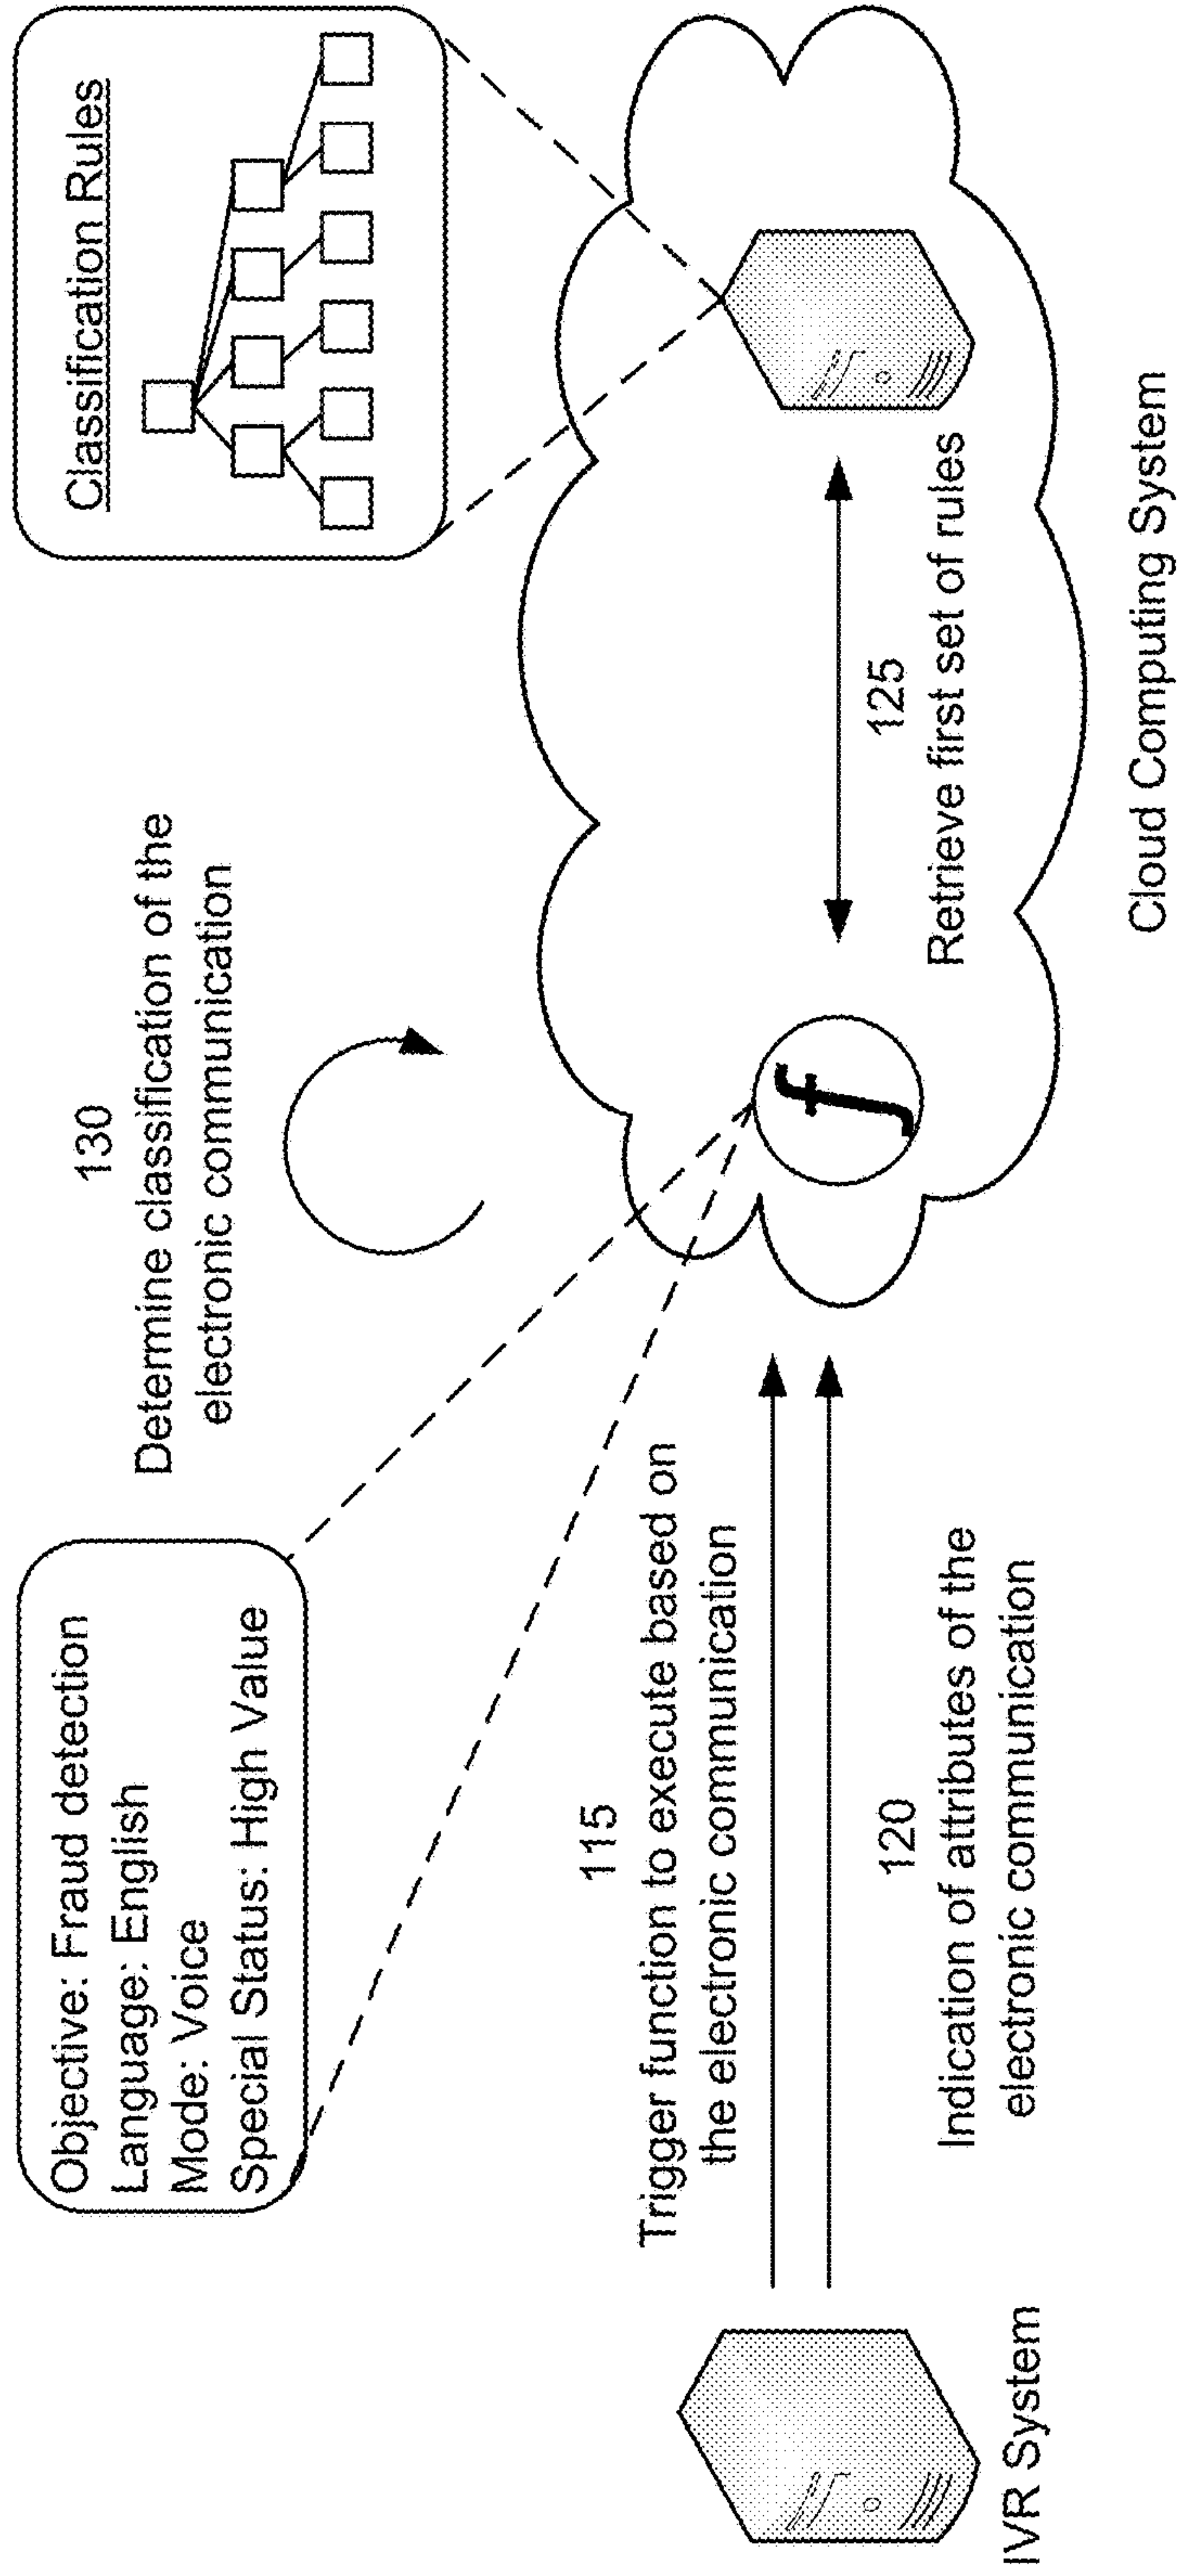 Objective: Fraud detection
Language: English
Mode: Voice
Special Status: High Value
130
Determine classification of the
electronic communication
Classification Rules
115
Trigger function to execute based on
the electronic communication
120
Indication of attributes of the
electronic communication
f
125
Retrieve first set of rules
IVR System
Cloud Computing System